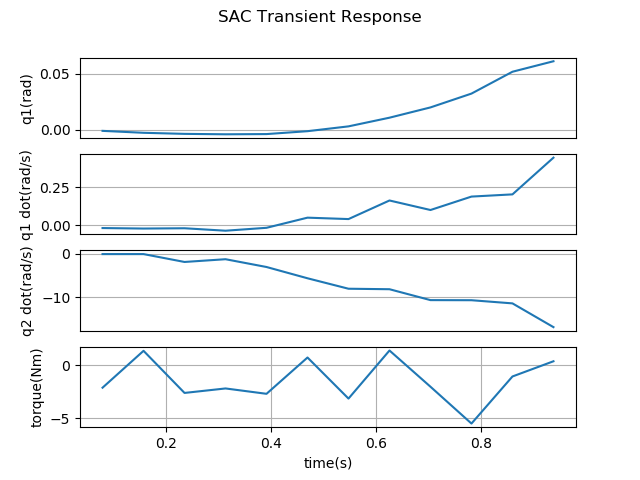 SAC Transient Response
0.05
0.00
q1(rad)
0.25
0.00
q1 dot(rad/s)
0
−10
q2 dot(rad/s)
0
−5
torque(Nm)
0.2 0.4 0.6 0.8
time(s)